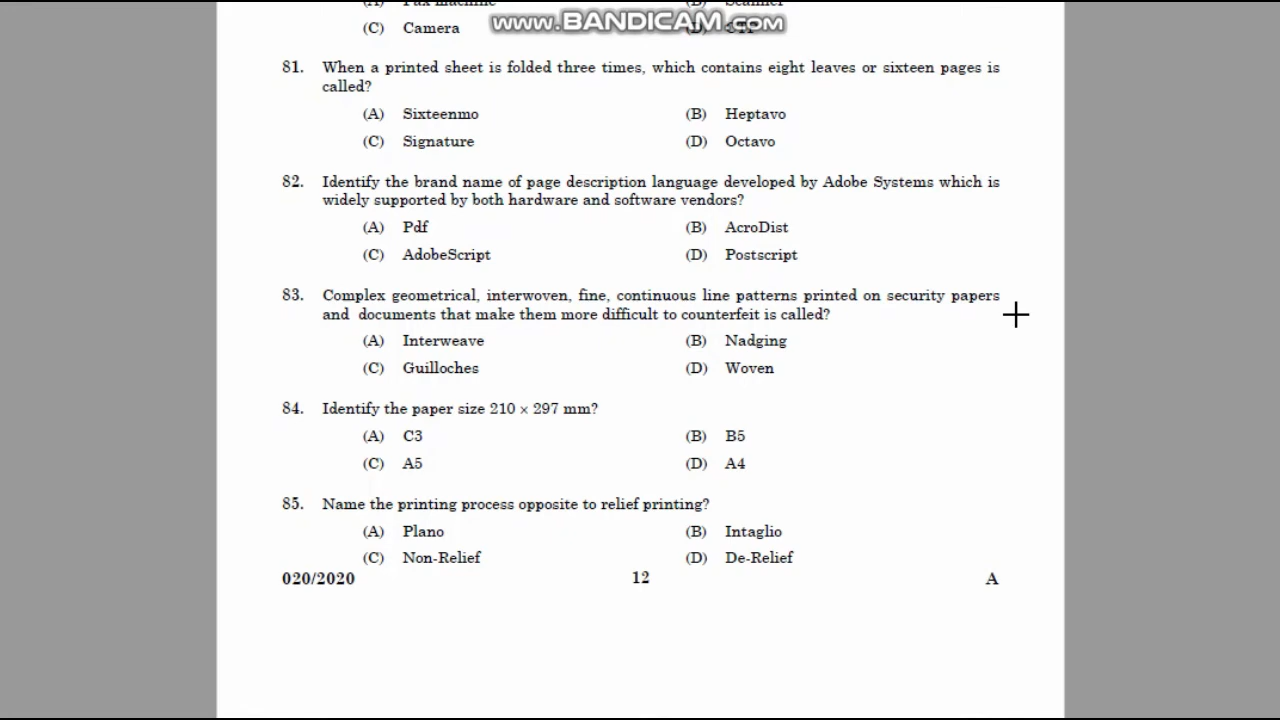 (A) Fax machine (B) Scanner
www.BANDICAM.com
(C) Camera (D)
81. When a printed sheet is folded three times, which contains eight leaves or sixteen pages is
called?
(A) Sixteenmo (B) Heptavo
(C) Signature (D) Octavo
82. Identify the brand name of page description language developed by Adobe Systems which is
widely supported by both hardware and software vendors?
(A) Pdf (B) AcroDist
(C) AdobeScript (D) Postscript
83. Complex geometrical, interwoven, fine, continuous line patterns printed on security papers
and documents that make them more difficult to counterfeit is called?
(A) Interweave (B) Nadging
(C) Guilloches (D) Woven
84. Identify the paper size 210 × 297 mm?
(A) C3 (B) B5
(C) A5 (D) A4
85. Name the printing process opposite to relief printing?
(A) Plano (B) Intaglio
(C) Non-Relief (D) De-Relief
020/2020 12 A